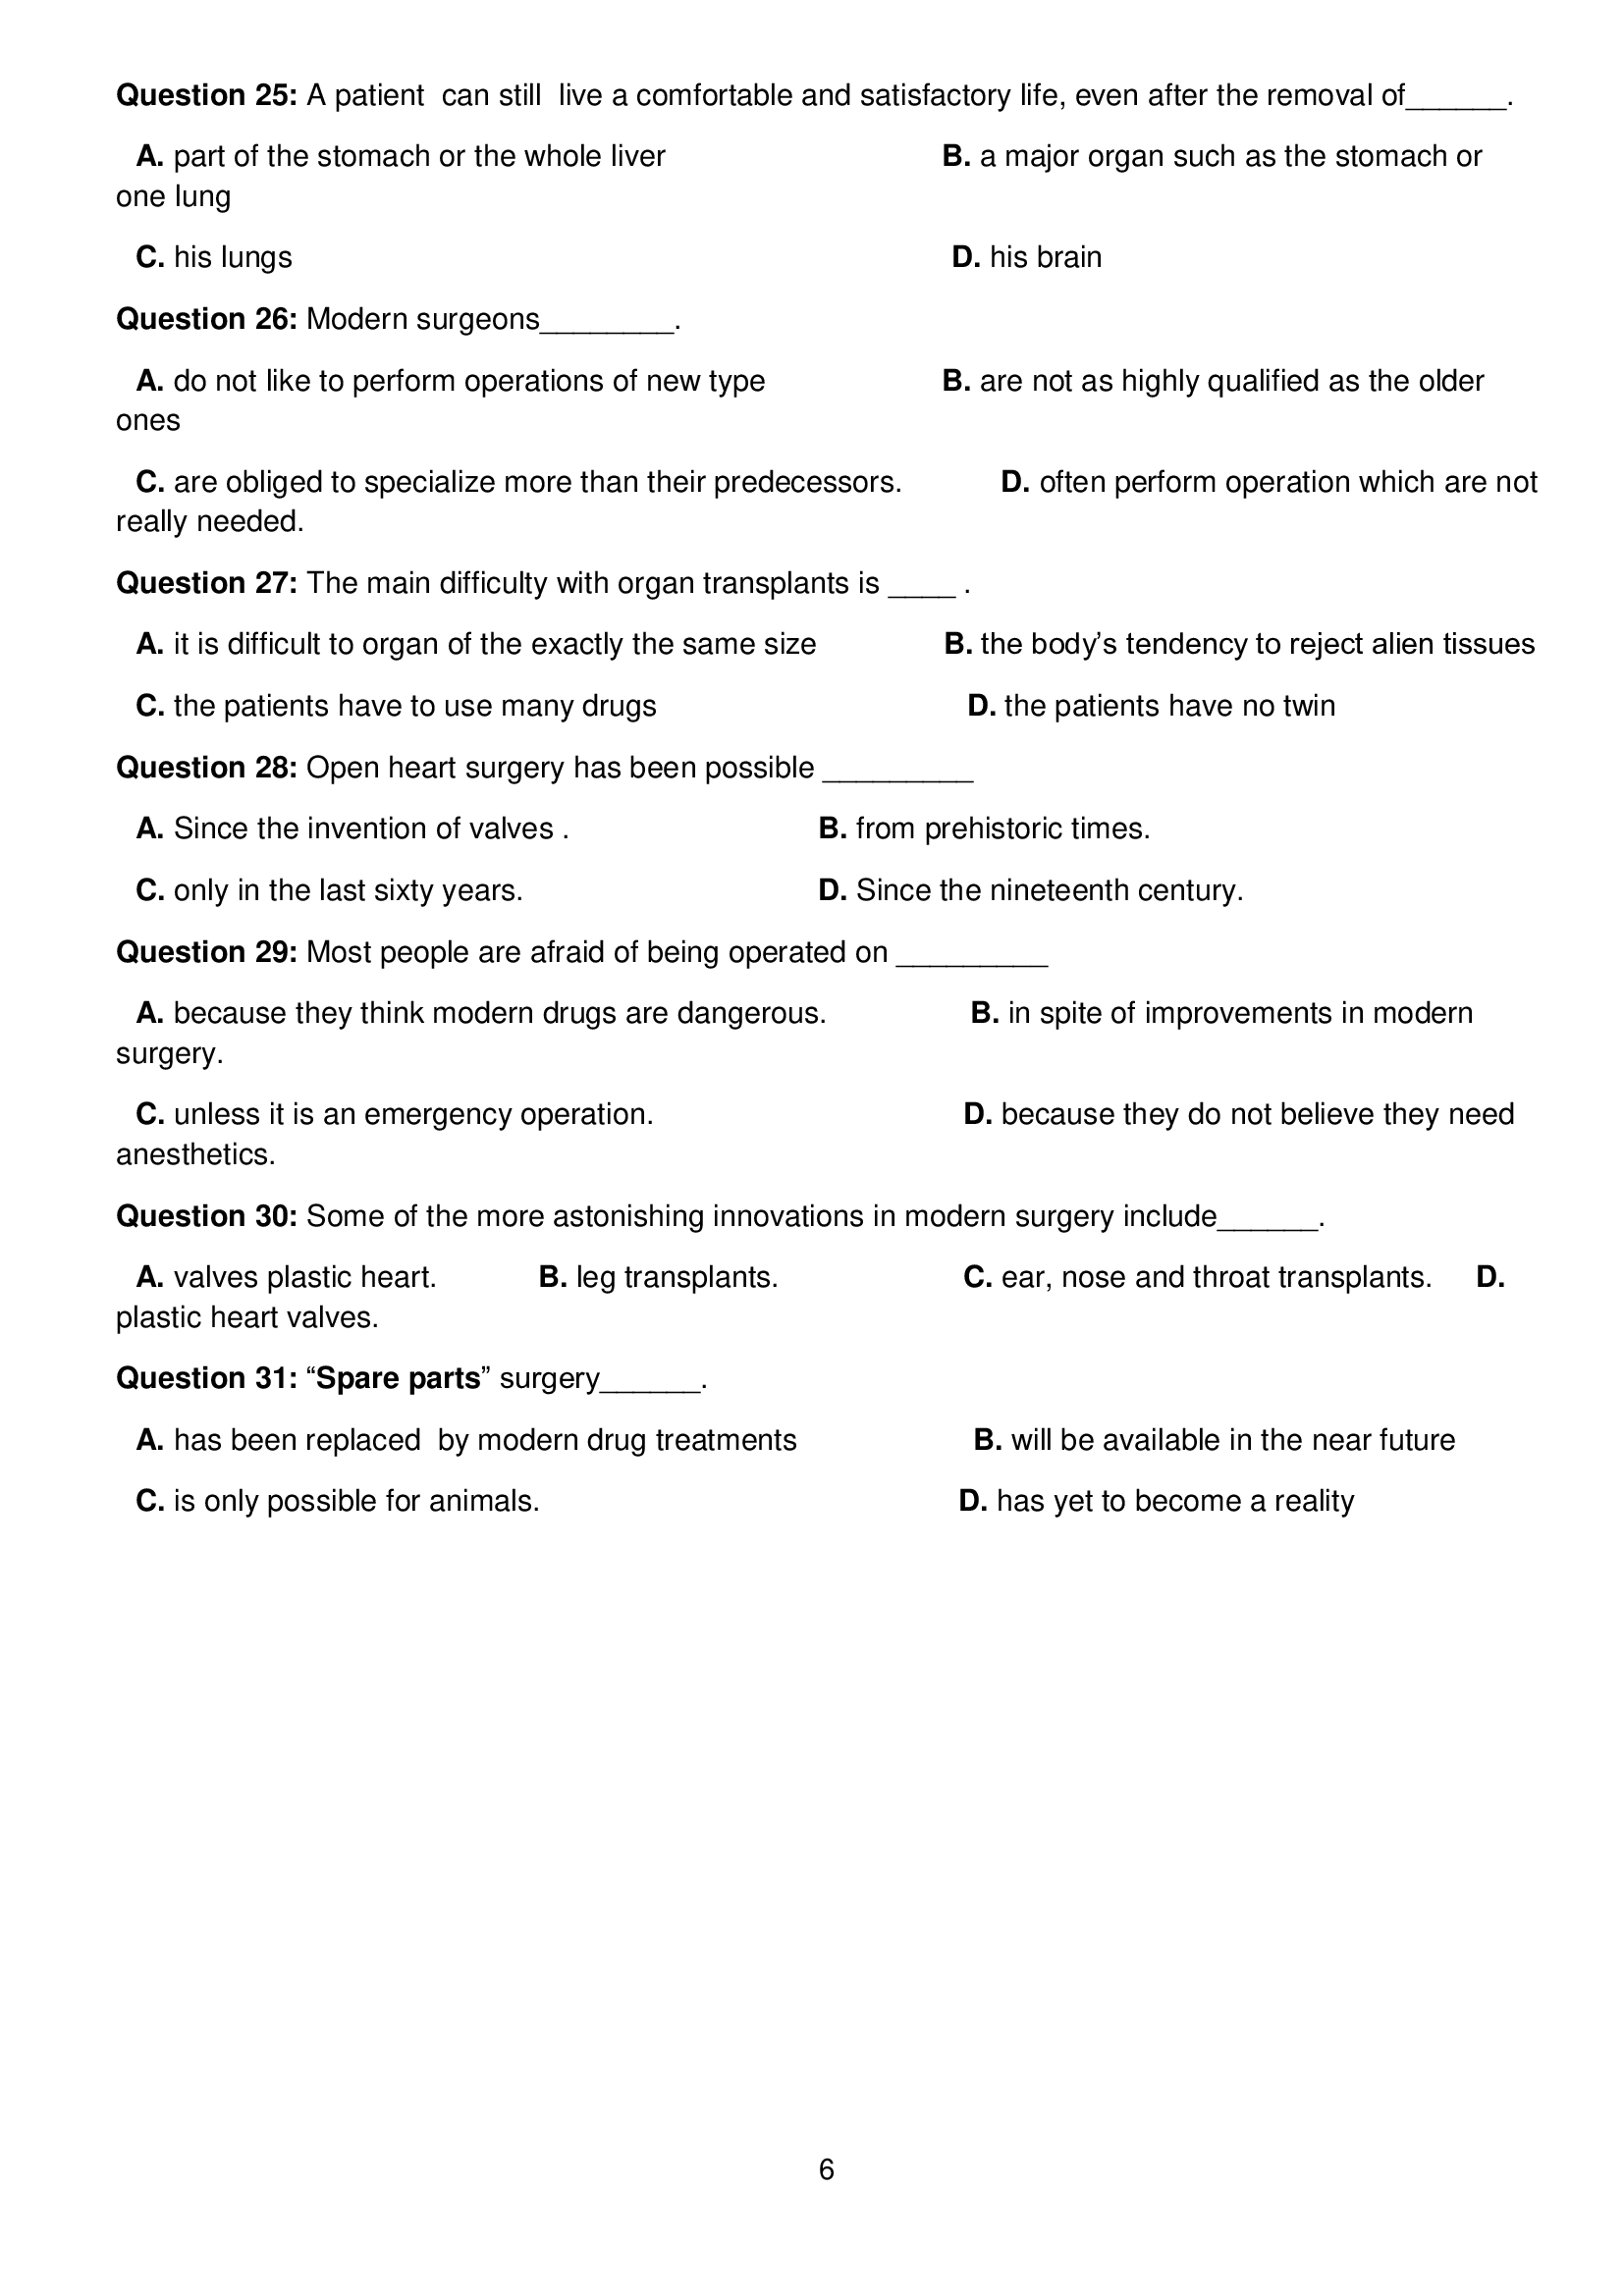 Question 25: A patient can still live a comfortable and satisfactory life, even after the removal of______.
A. part of the stomach or the whole liver B. a major organ such as the stomach or
one lung
C. his lungs D. his brain
Question 26: Modern surgeons________.
A. do not like to perform operations of new type B. are not as highly qualified as the older
ones
C. are obliged to specialize more than their predecessors. D. often perform operation which are not
really needed.
Question 27: The main difficulty with organ transplants is ____ .
A. it is difficult to organ of the exactly the same size B. the body’s tendency to reject alien tissues
C. the patients have to use many drugs D. the patients have no twin
Question 28: Open heart surgery has been possible _________
A. Since the invention of valves . B. from prehistoric times.
C. only in the last sixty years. D. Since the nineteenth century.
Question 29: Most people are afraid of being operated on _________
A. because they think modern drugs are dangerous. B. in spite of improvements in modern
surgery.
C. unless it is an emergency operation. D. because they do not believe they need
anesthetics.
Question 30: Some of the more astonishing innovations in modern surgery include______.
A. valves plastic heart. B. leg transplants. C. ear, nose and throat transplants. D.
plastic heart valves.
Question 31: “Spare parts” surgery______.
A. has been replaced by modern drug treatments B. will be available in the near future
C. is only possible for animals. D. has yet to become a reality
6